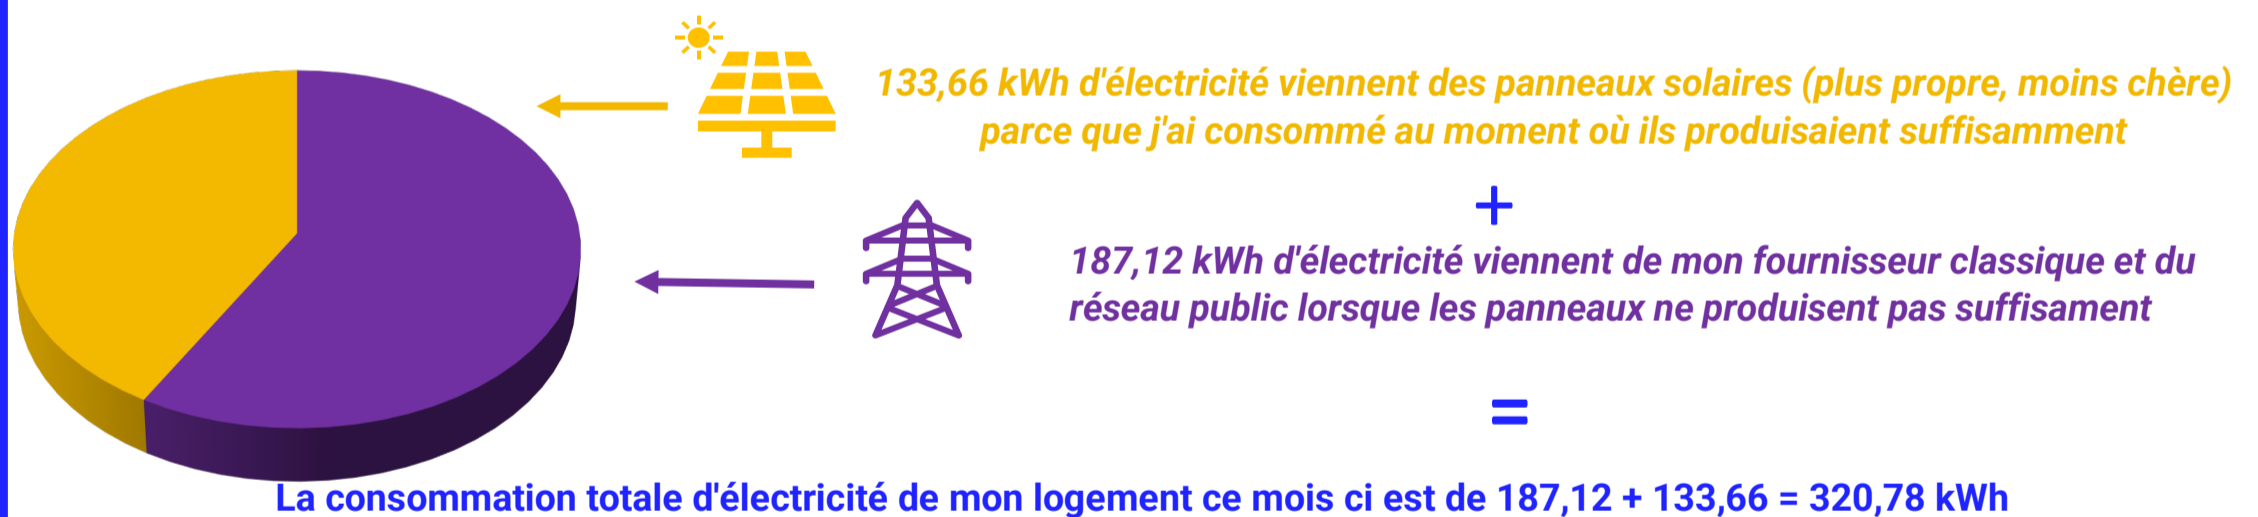 133,66 kWh d'électricité viennent des panneaux solaires (plus propre, moins chère)
parce que j'ai consommé au moment où ils produisaient suffisamment
+
187,12 kWh d'électricité viennent de mon fournisseur classique et du
réseau public lorsque les panneaux ne produisent pas suffisament
=
La consommation totale d'électricité de mon logement ce mois ci est de 187,12 + 133,66 = 320,78 kWh